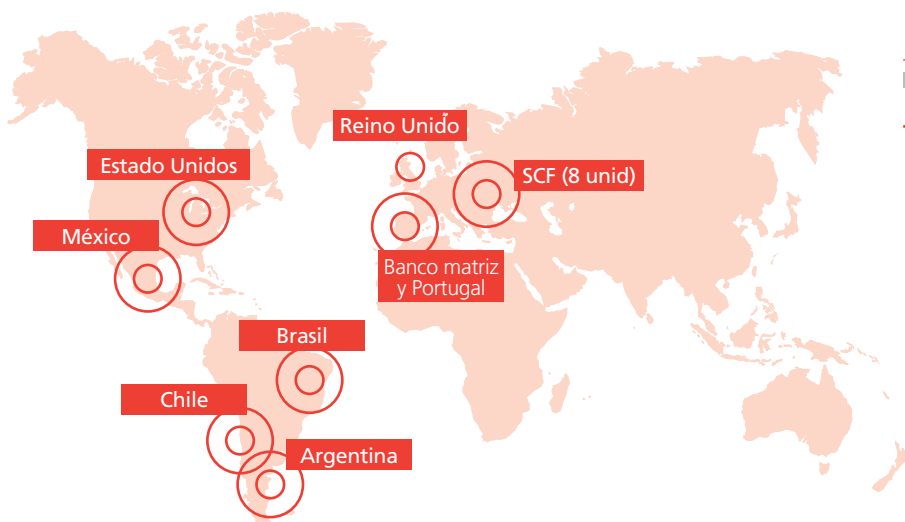 Reino Unido
Estado Unidos
SCF (8 unid)
México
Banco matriz
y Portugal
Brasil
Chile
Argentina